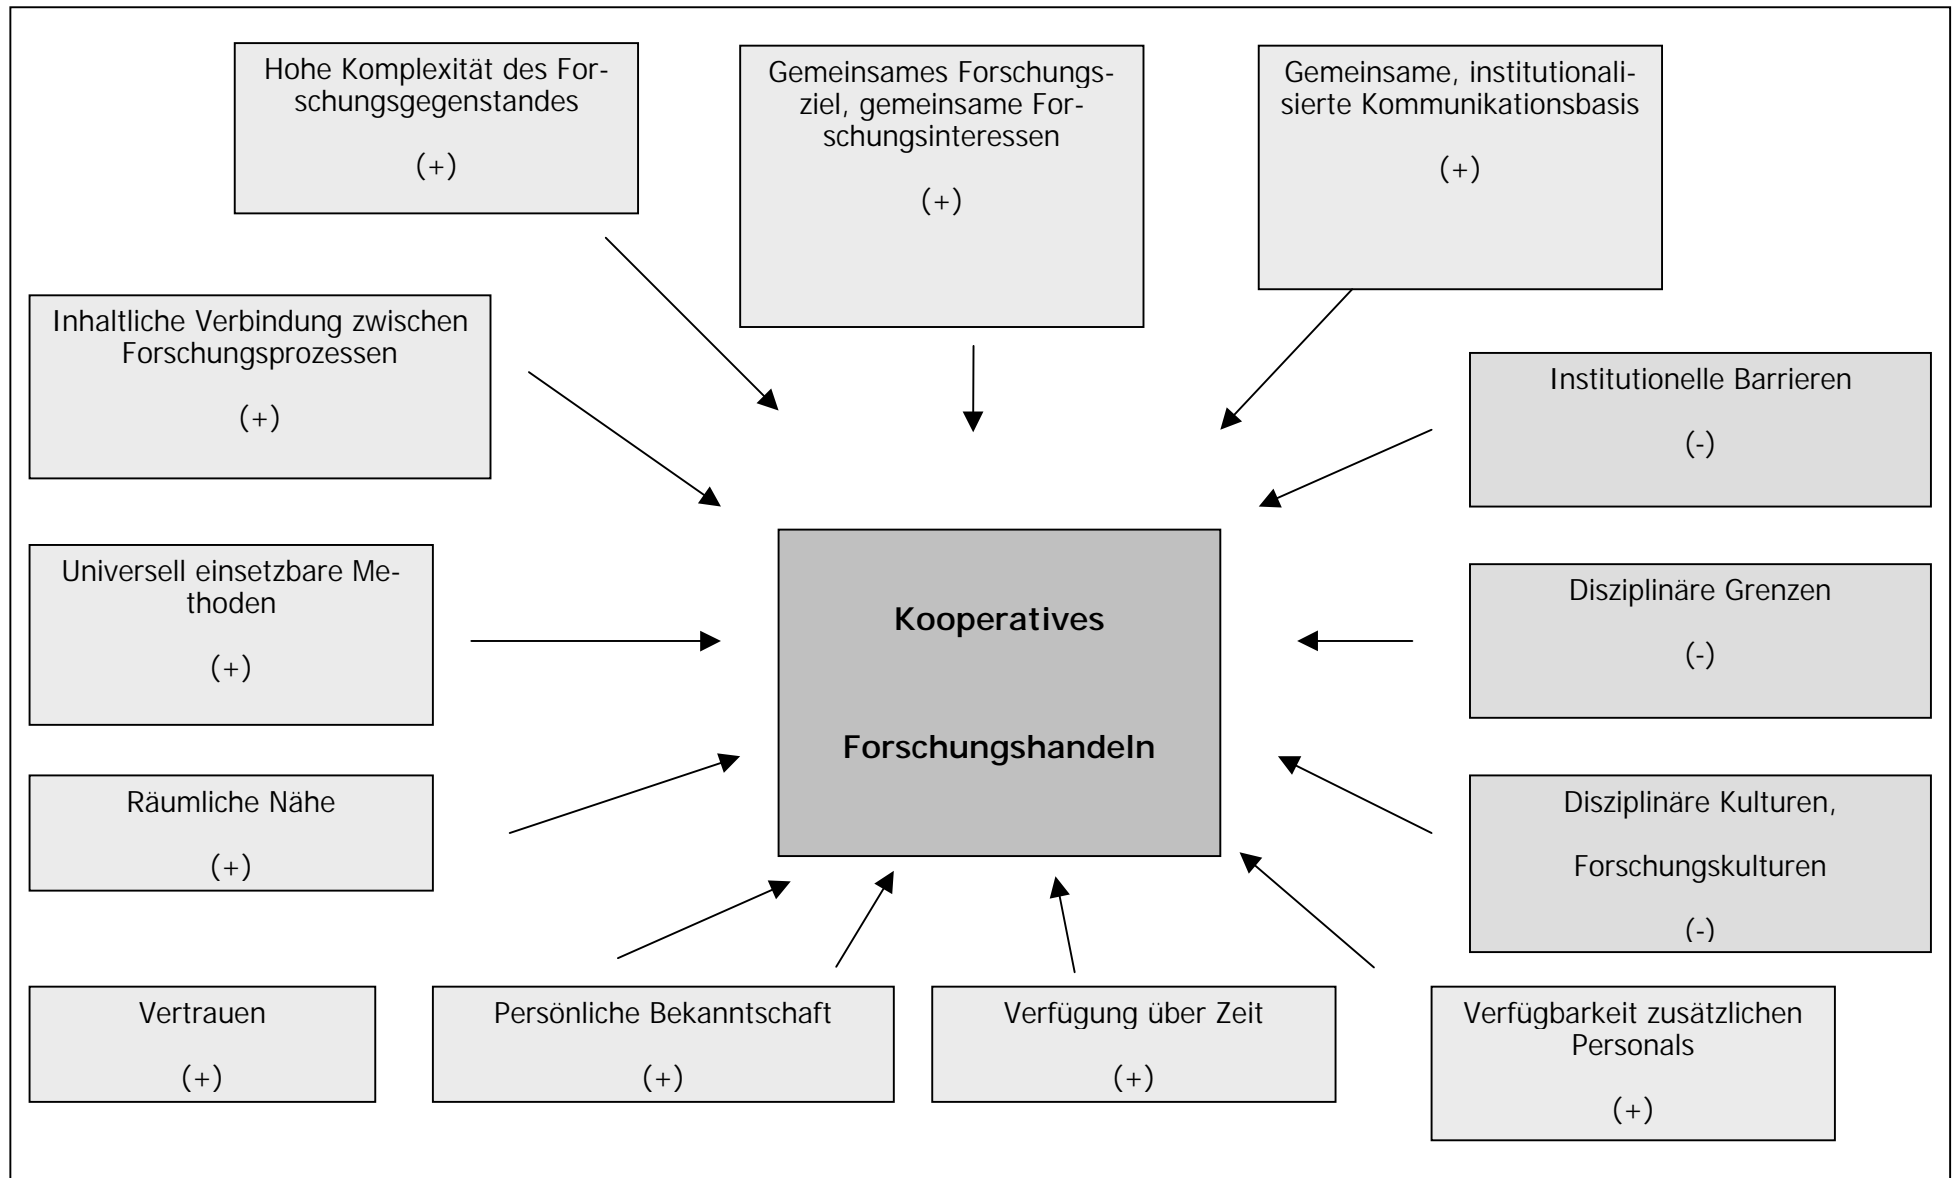 Hohe Komplexität des For-
schungsgegenstandes
(+)
Gemeinsames Forschungs-
ziel, gemeinsame For-
schungsinteressen
(+)
Gemeinsame, institutionali-
sierte Kommunikationsbasis
(+)
Inhaltliche Verbindung zwischen
Forschungsprozessen
(+)
Institutionelle Barrieren
(-)
Universell einsetzbare Me-
thoden
(+)
Kooperatives
Forschungshandeln
Disziplinäre Grenzen
(-)
Räumliche Nähe
(+)
Disziplinäre Kulturen,
Forschungskulturen
(-)
Vertrauen
(+)
Persönliche Bekanntschaft
(+)
Verfügung über Zeit
(+)
Verfügbarkeit zusätzlichen
Personals
(+)